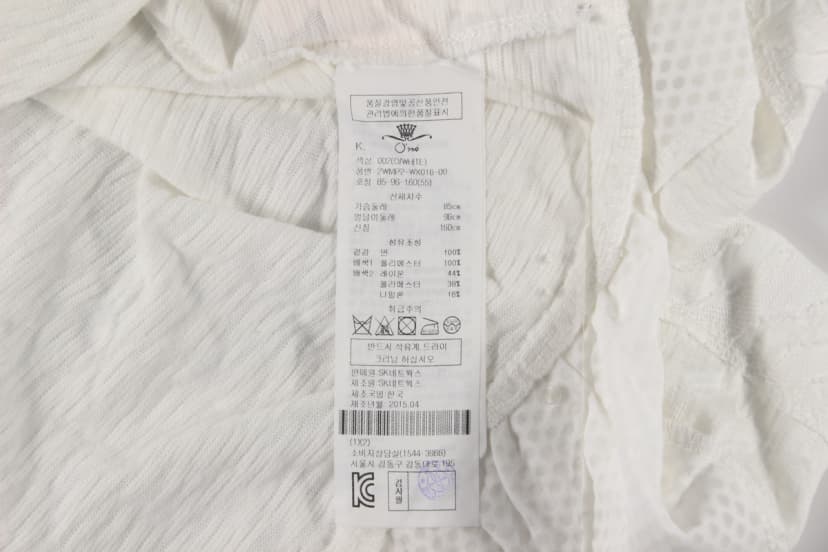 품질경영및공산품안전
관리법에의한품질표시
K.
색상 002(O/WHITE)
품번 2WMPP-WX018-00
호칭 85-96-160(55)
신체치수
가슴둘레 85cm
엉덩이둘레 96cm
신장 160cm
섬유조성
겉감 면 100%
배색1 폴리에스터 100%
배색2 레이온 44%
폴리에스터 38%
나일론 18%
취급주의
반드시 석유계 드라이
크리닝 하십시오
판매원:SK네트웍스
제조원:SK네트웍스
제조국명:한국
제조년월:2015.04
(1X2)
소비자상담실(1544-3966)
서울시 강동구 강동대로 195
KC
검사필